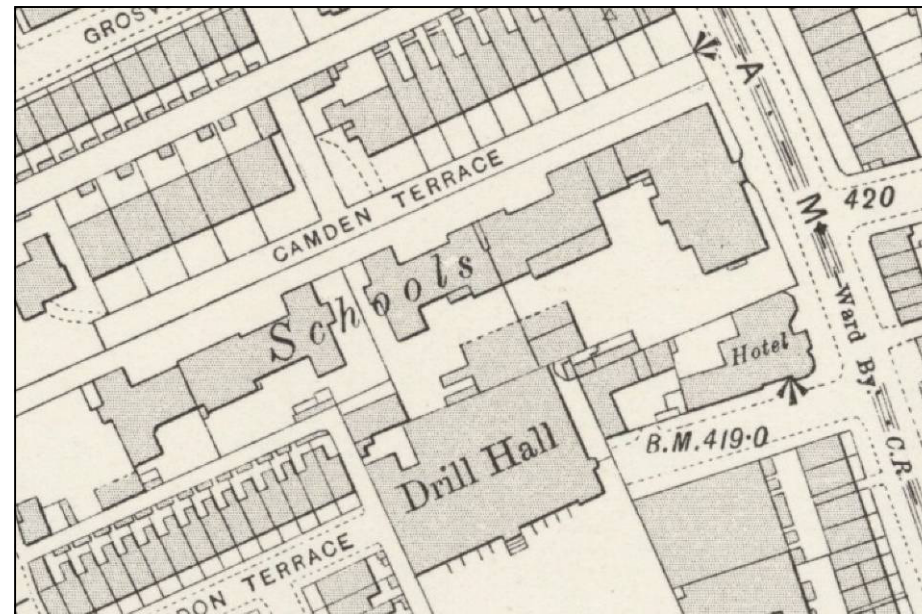 GROSV
A
M
420
CAMDEN TERRACE
Schools
Ward By.
Hotel
C.R
B.M.419·0
Drill Hall
DON TERRACE